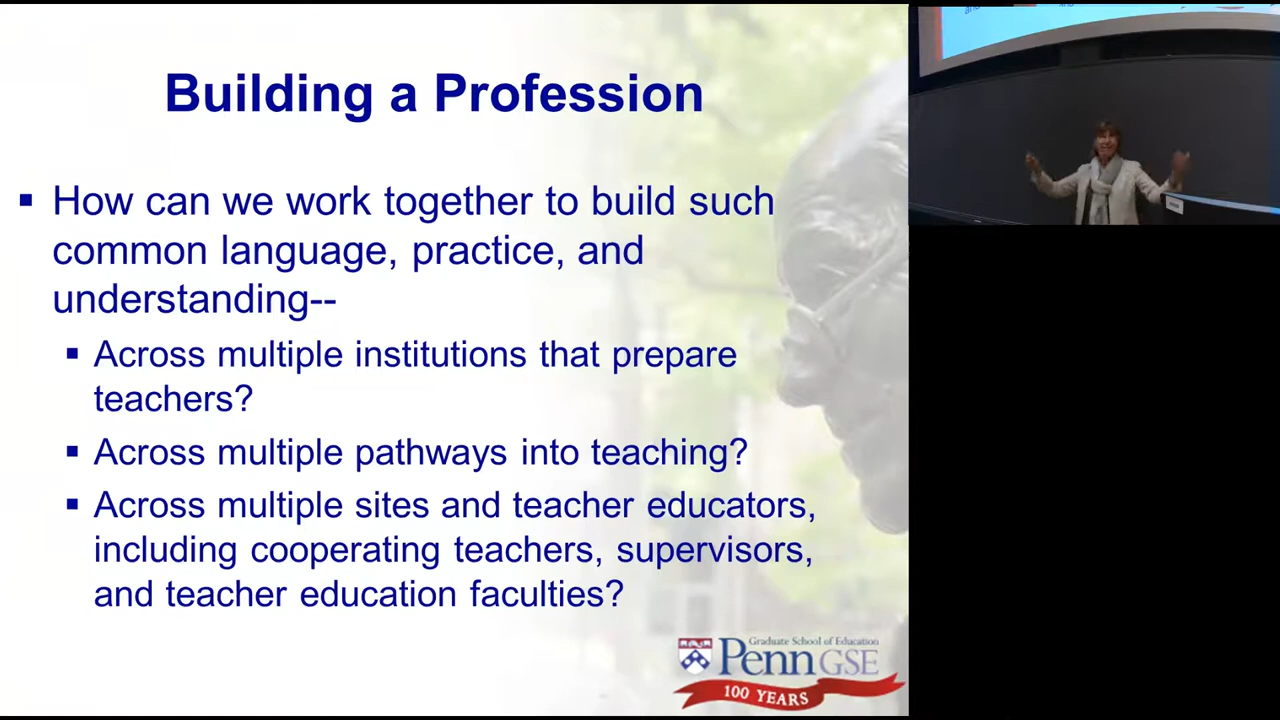 Building a Profession
▪ How can we work together to build such
common language, practice, and
understanding--
▪ Across multiple institutions that prepare
teachers?
▪ Across multiple pathways into teaching?
▪ Across multiple sites and teacher educators,
including cooperating teachers, supervisors,
and teacher education faculties?
Graduate School of Education
Penn GSE
100 YEARS